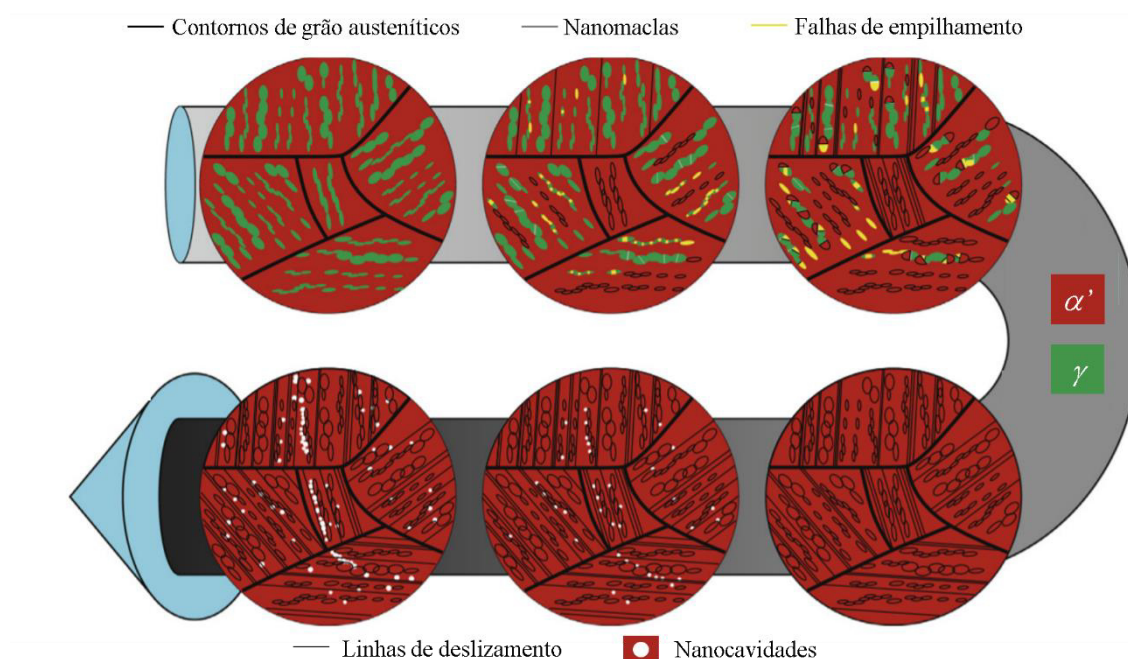 Contornos de grão austeníticos
Nanomaclas
Falhas de empilhamento
α’
γ
Linhas de deslizamento
Nanocavidades